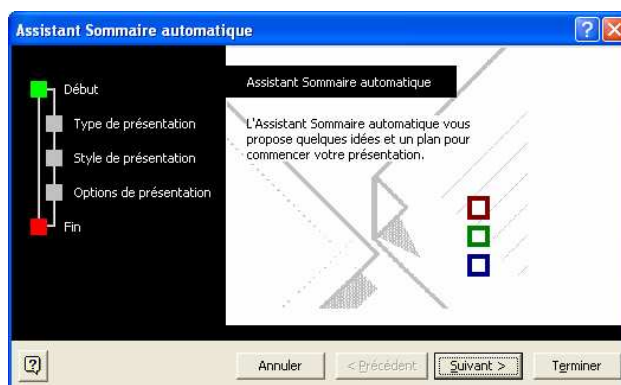 Assistant Sommaire automatique
?
Début
Type de présentation
Style de présentation
Options de présentation
Fin
Assistant Sommaire automatique
L'Assistant Sommaire automatique vous
propose quelques idées et un plan pour
commencer votre présentation.
?
Annuler
< Précédent
Suivant >
Terminer